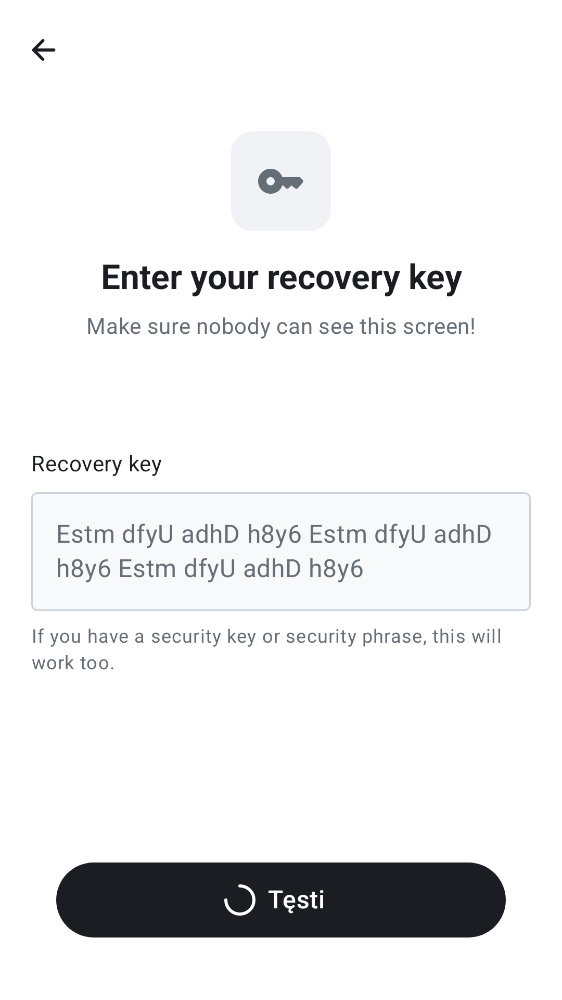 Enter your recovery key
Make sure nobody can see this screen!
Recovery key
Estm dfyU adhD h8y6 Estm dfyU adhD
h8y6 Estm dfyU adhD h8y6
If you have a security key or security phrase, this will
work too.
Tęsti